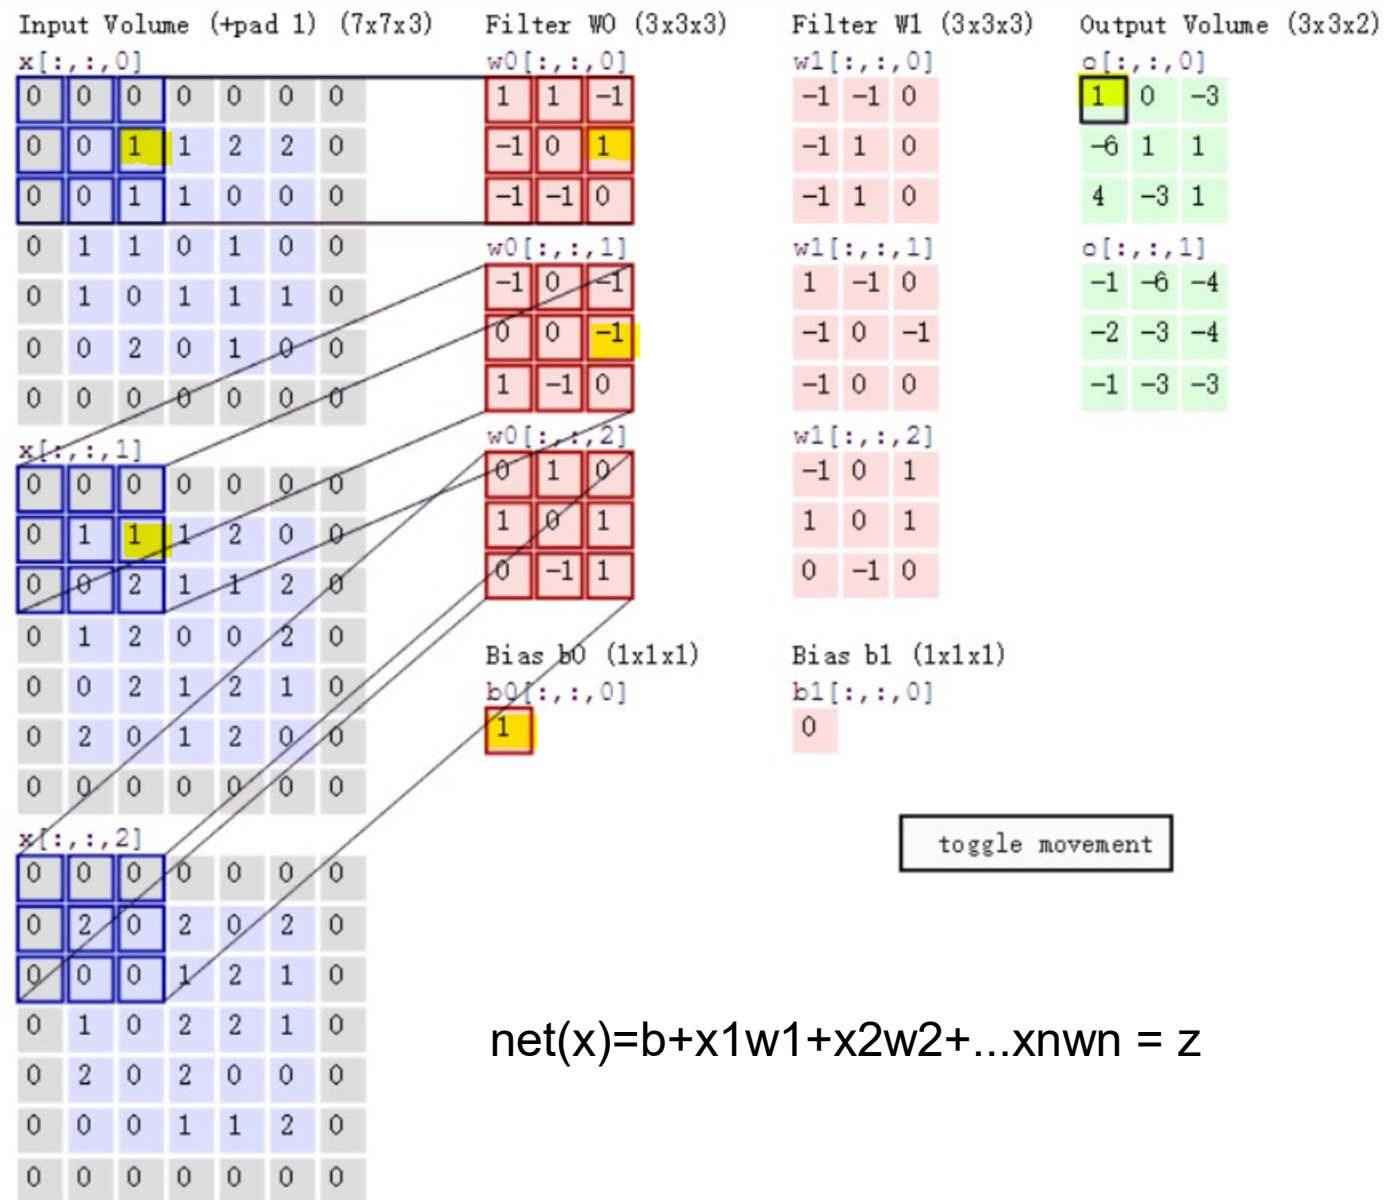 Input Volume (+pad 1) (7x7x3)
x[:,:,0]
0 0 0 0 0 0 0
0 0 1 1 2 2 0
0 0 1 1 0 0 0
0 1 1 0 1 0 0
0 1 0 1 1 1 0
0 0 2 0 1 0 0
0 0 0 0 0 0 0
x[:,:,1]
0 0 0 0 0 0 0
0 1 1 1 2 0 0
0 0 2 1 1 2 0
0 1 2 0 0 2 0
0 0 2 1 2 1 0
0 2 0 1 2 0 0
0 0 0 0 0 0 0
x[:,:,2]
0 0 0 0 0 0 0
0 2 0 2 0 2 0
0 0 0 1 2 1 0
0 1 0 2 2 1 0
0 2 0 2 0 0 0
0 0 0 1 1 2 0
0 0 0 0 0 0 0
Filter W0 (3x3x3)
w0[:,:,0]
1 1 -1
-1 0 1
-1 -1 0
w0[:,:,1]
-1 0 -1
0 0 -1
1 -1 0
w0[:,:,2]
0 1 0
1 0 1
0 -1 1
Bias b0 (1x1x1)
b0[:,:,0]
1
Filter W1 (3x3x3)
w1[:,:,0]
-1 -1 0
-1 1 0
-1 1 0
w1[:,:,1]
1 -1 0
-1 0 -1
-1 0 0
w1[:,:,2]
-1 0 1
1 0 1
0 -1 0
Bias b1 (1x1x1)
b1[:,:,0]
0
Output Volume (3x3x2)
o[:,:,0]
1 0 -3
-6 1 1
4 -3 1
o[:,:,1]
-1 -6 -4
-2 -3 -4
-1 -3 -3
toggle movement
net(x)=b+x1w1+x2w2+...xnwn = z